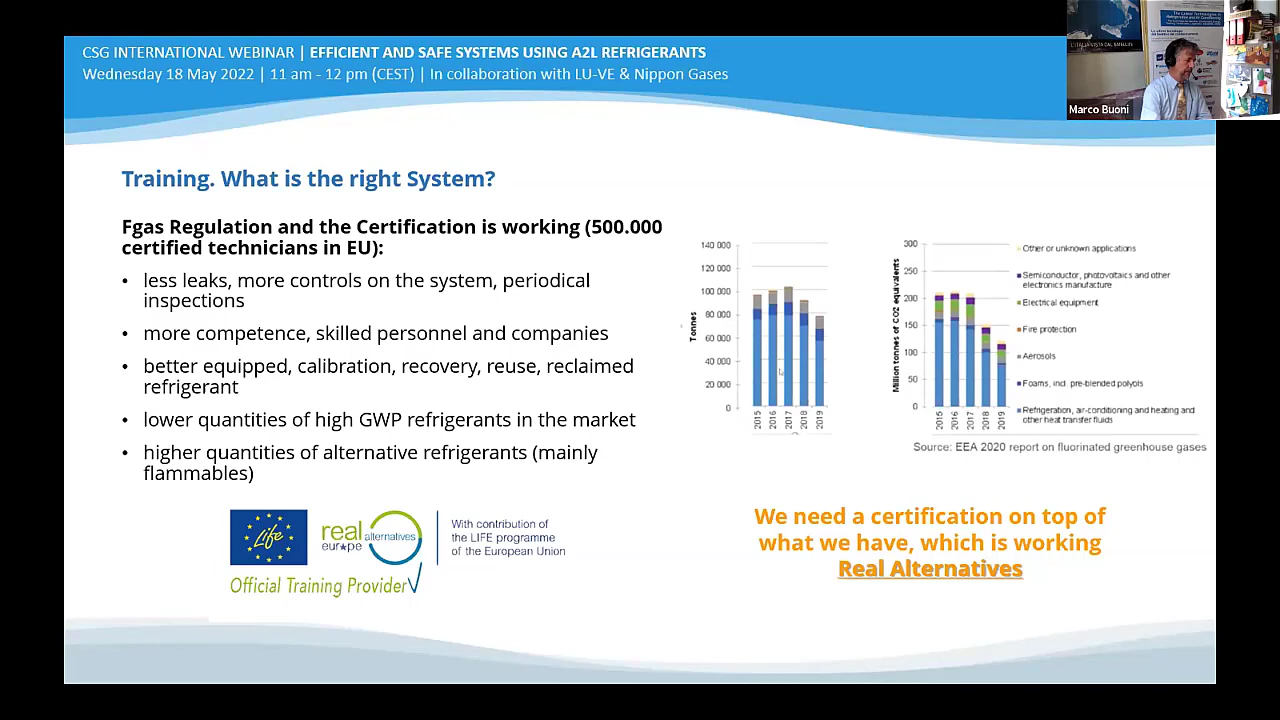 CSG INTERNATIONAL WEBINAR | EFFICIENT AND SAFE SYSTEMS USING A2L REFRIGERANTS
Wednesday 18 May 2022 | 11 am - 12 pm (CEST) | In collaboration with LU-VE & Nippon Gases
L'ITALIA VISTA DAL SATELLITE
Marco Buoni
Training. What is the right System?
Fgas Regulation and the Certification is working (500.000
certified technicians in EU):
• less leaks, more controls on the system, periodical
inspections
• more competence, skilled personnel and companies
• better equipped, calibration, recovery, reuse, reclaimed
refrigerant
• lower quantities of high GWP refrigerants in the market
• higher quantities of alternative refrigerants (mainly
flammables)
Tonnes
140 000
120 000
100 000
80 000
60 000
40 000
20 000
0
2015 2016 2017 2018 2019
Million tonnes of CO2 equivalents
300
250
200
150
100
50
0
2015 2016 2017 2018 2019
Other or unknown applications
Semiconductor, photovoltaics and other
electronics manufacture
Electrical equipment
Fire protection
Aerosols
Foams, incl. pre-blended polyols
Refrigeration, air-conditioning and heating and
other heat transfer fluids
Source: EEA 2020 report on fluorinated greenhouse gases
Life
real
alternatives
europe
With contribution of
the LIFE programme
of the European Union
Official Training Provider
We need a certification on top of
what we have, which is working
Real Alternatives